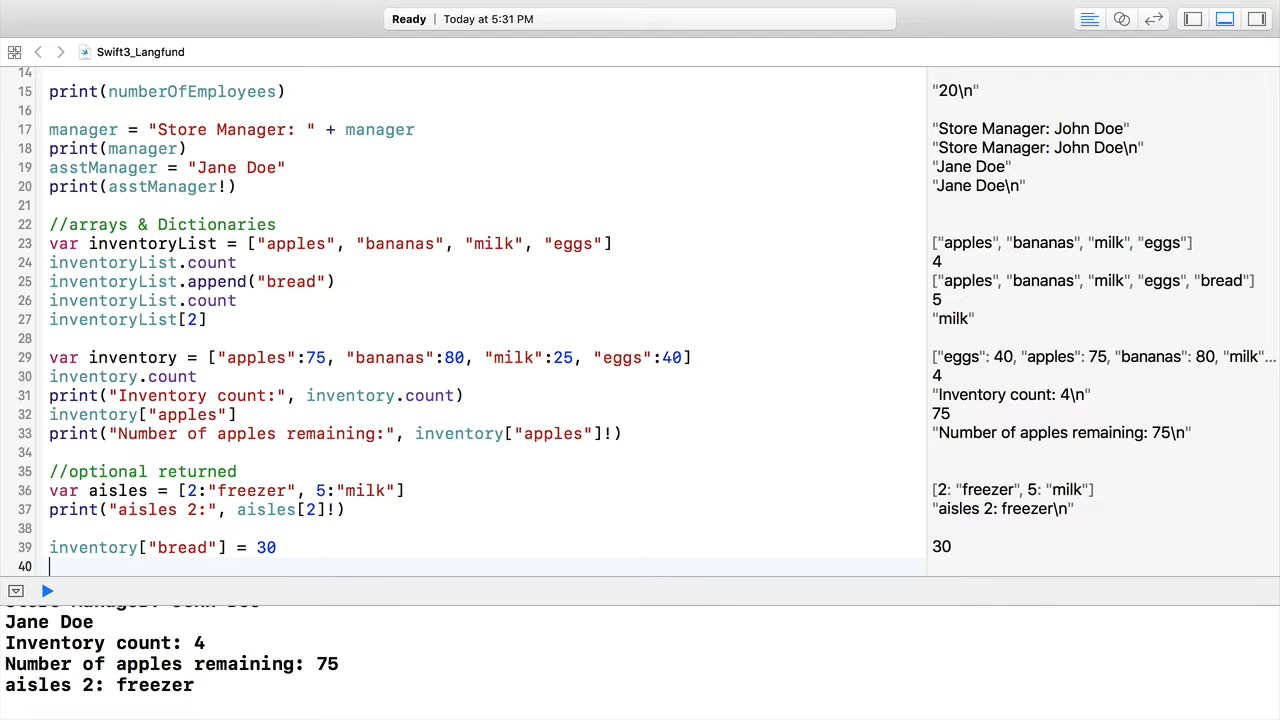 Ready | Today at 5:31 PM
Swift3_Langfund
14
15 print(numberOfEmployees) "20\n"
16
17 manager = "Store Manager: " + manager "Store Manager: John Doe"
18 print(manager) "Store Manager: John Doe\n"
19 asstManager = "Jane Doe" "Jane Doe"
20 print(asstManager!) "Jane Doe\n"
21
22 //arrays & Dictionaries
23 var inventoryList = ["apples", "bananas", "milk", "eggs"] ["apples", "bananas", "milk", "eggs"]
24 inventoryList.count 4
25 inventoryList.append("bread") ["apples", "bananas", "milk", "eggs", "bread"]
26 inventoryList.count 5
27 inventoryList[2] "milk"
28
29 var inventory = ["apples":75, "bananas":80, "milk":25, "eggs":40] ["eggs": 40, "apples": 75, "bananas": 80, "milk"...
30 inventory.count 4
31 print("Inventory count:", inventory.count) "Inventory count: 4\n"
32 inventory["apples"] 75
33 print("Number of apples remaining:", inventory["apples"]!) "Number of apples remaining: 75\n"
34
35 //optional returned
36 var aisles = [2:"freezer", 5:"milk"] [2: "freezer", 5: "milk"]
37 print("aisles 2:", aisles[2]!) "aisles 2: freezer\n"
38
39 inventory["bread"] = 30 30
40
Store Manager: John Doe
Jane Doe
Inventory count: 4
Number of apples remaining: 75
aisles 2: freezer